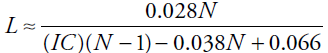 L ≈ 0.028N / (IC)(N − 1) − 0.038N + 0.066